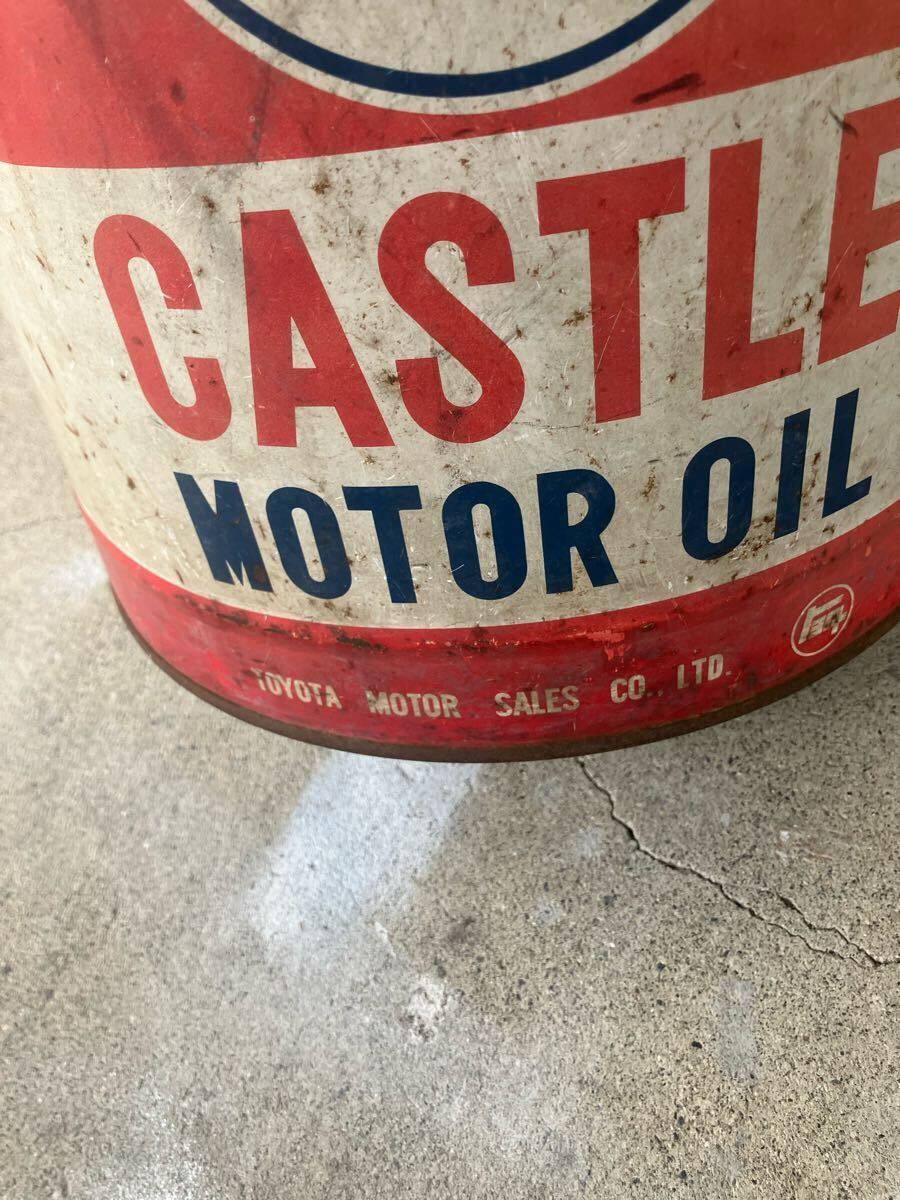 CASTLE
MOTOR OIL
TOYOTA MOTOR SALES CO., LTD.